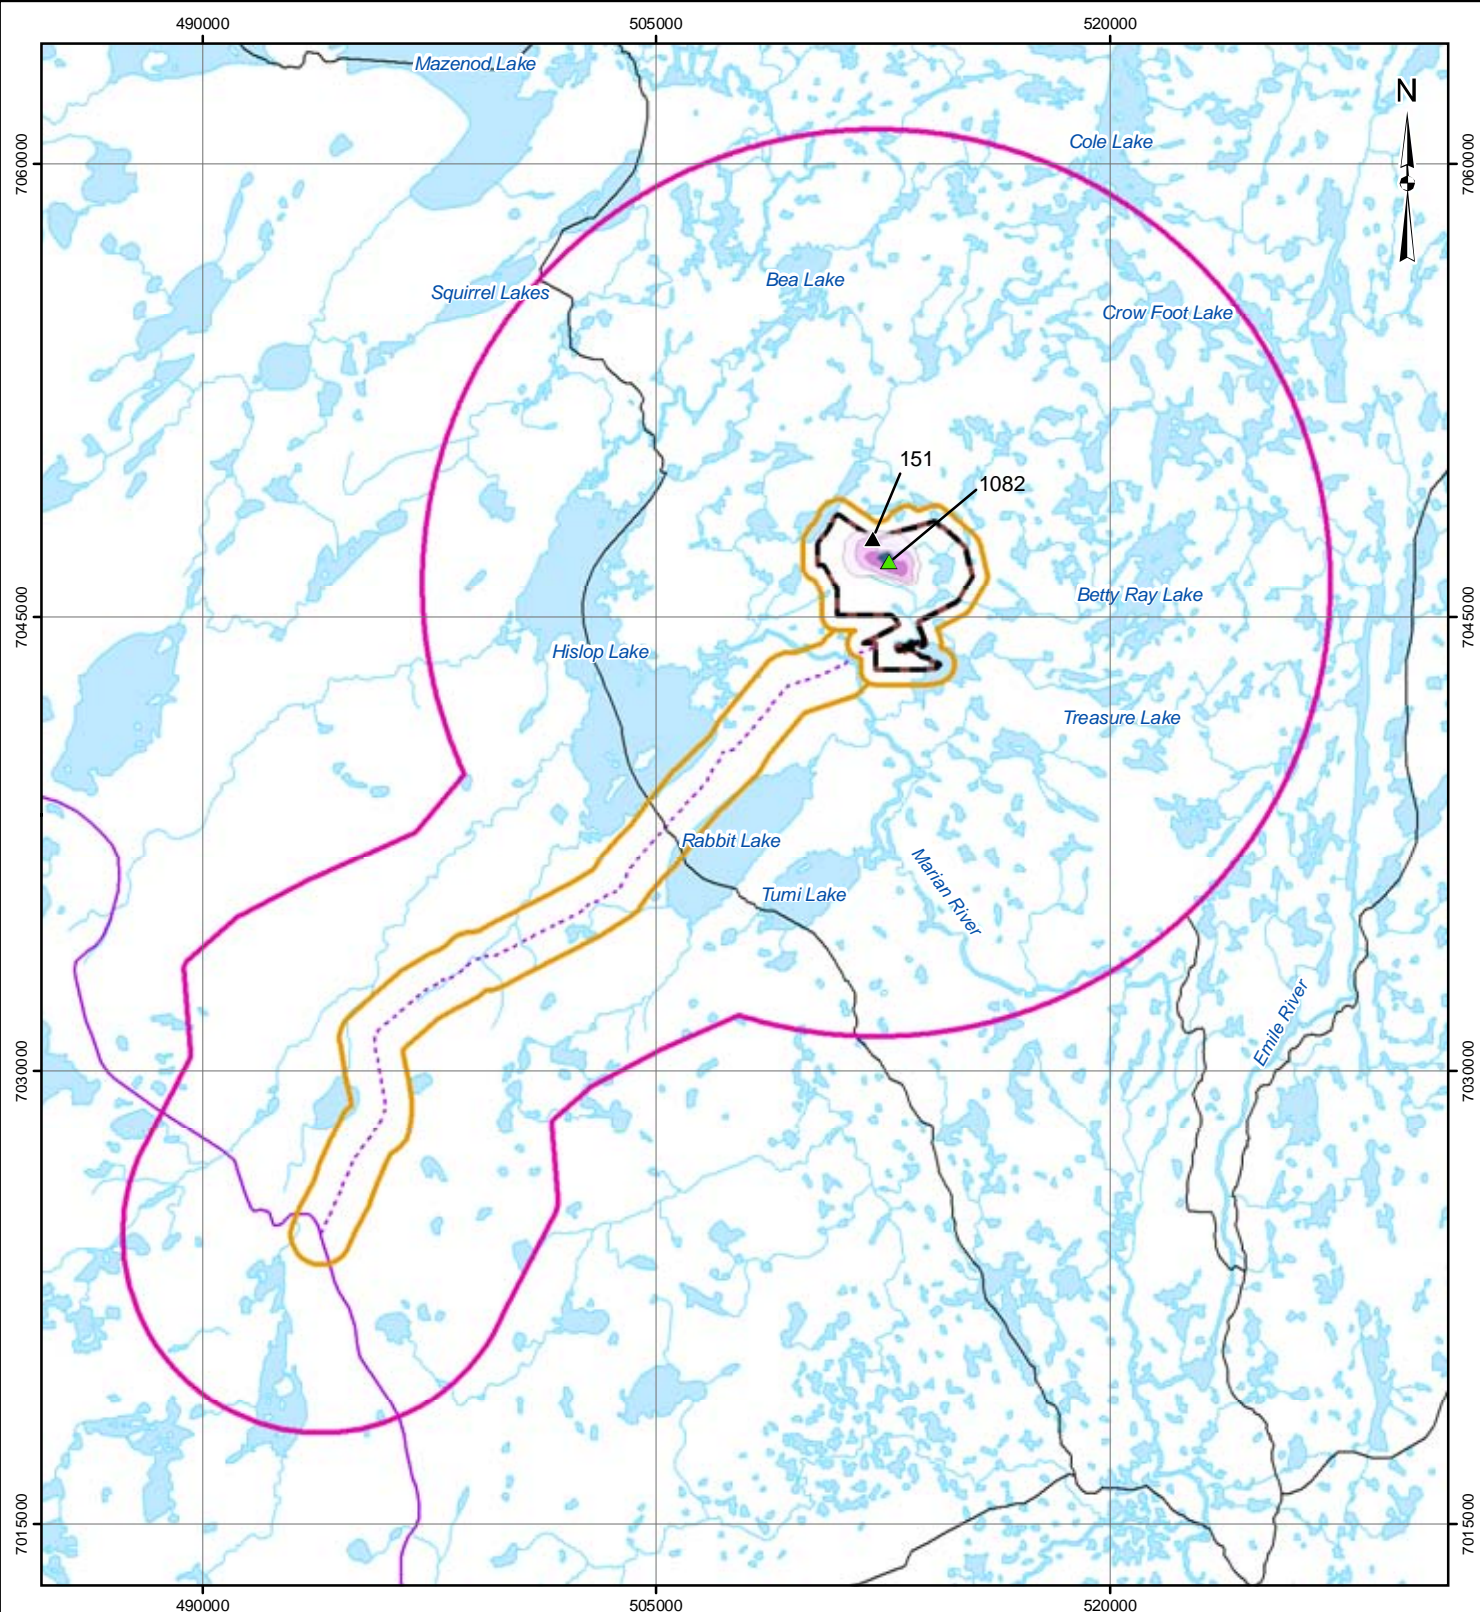 490000
505000
520000
Mazenod Lake
N
Cole Lake
7060000
7060000
Bea Lake
Squirrel Lakes
Crow Foot Lake
151
1082
Betty Ray Lake
7045000
7045000
Hislop Lake
Treasure Lake
Rabbit Lake
Marian River
Tumi Lake
Emile River
7030000
7030000
7015000
7015000
490000
505000
520000